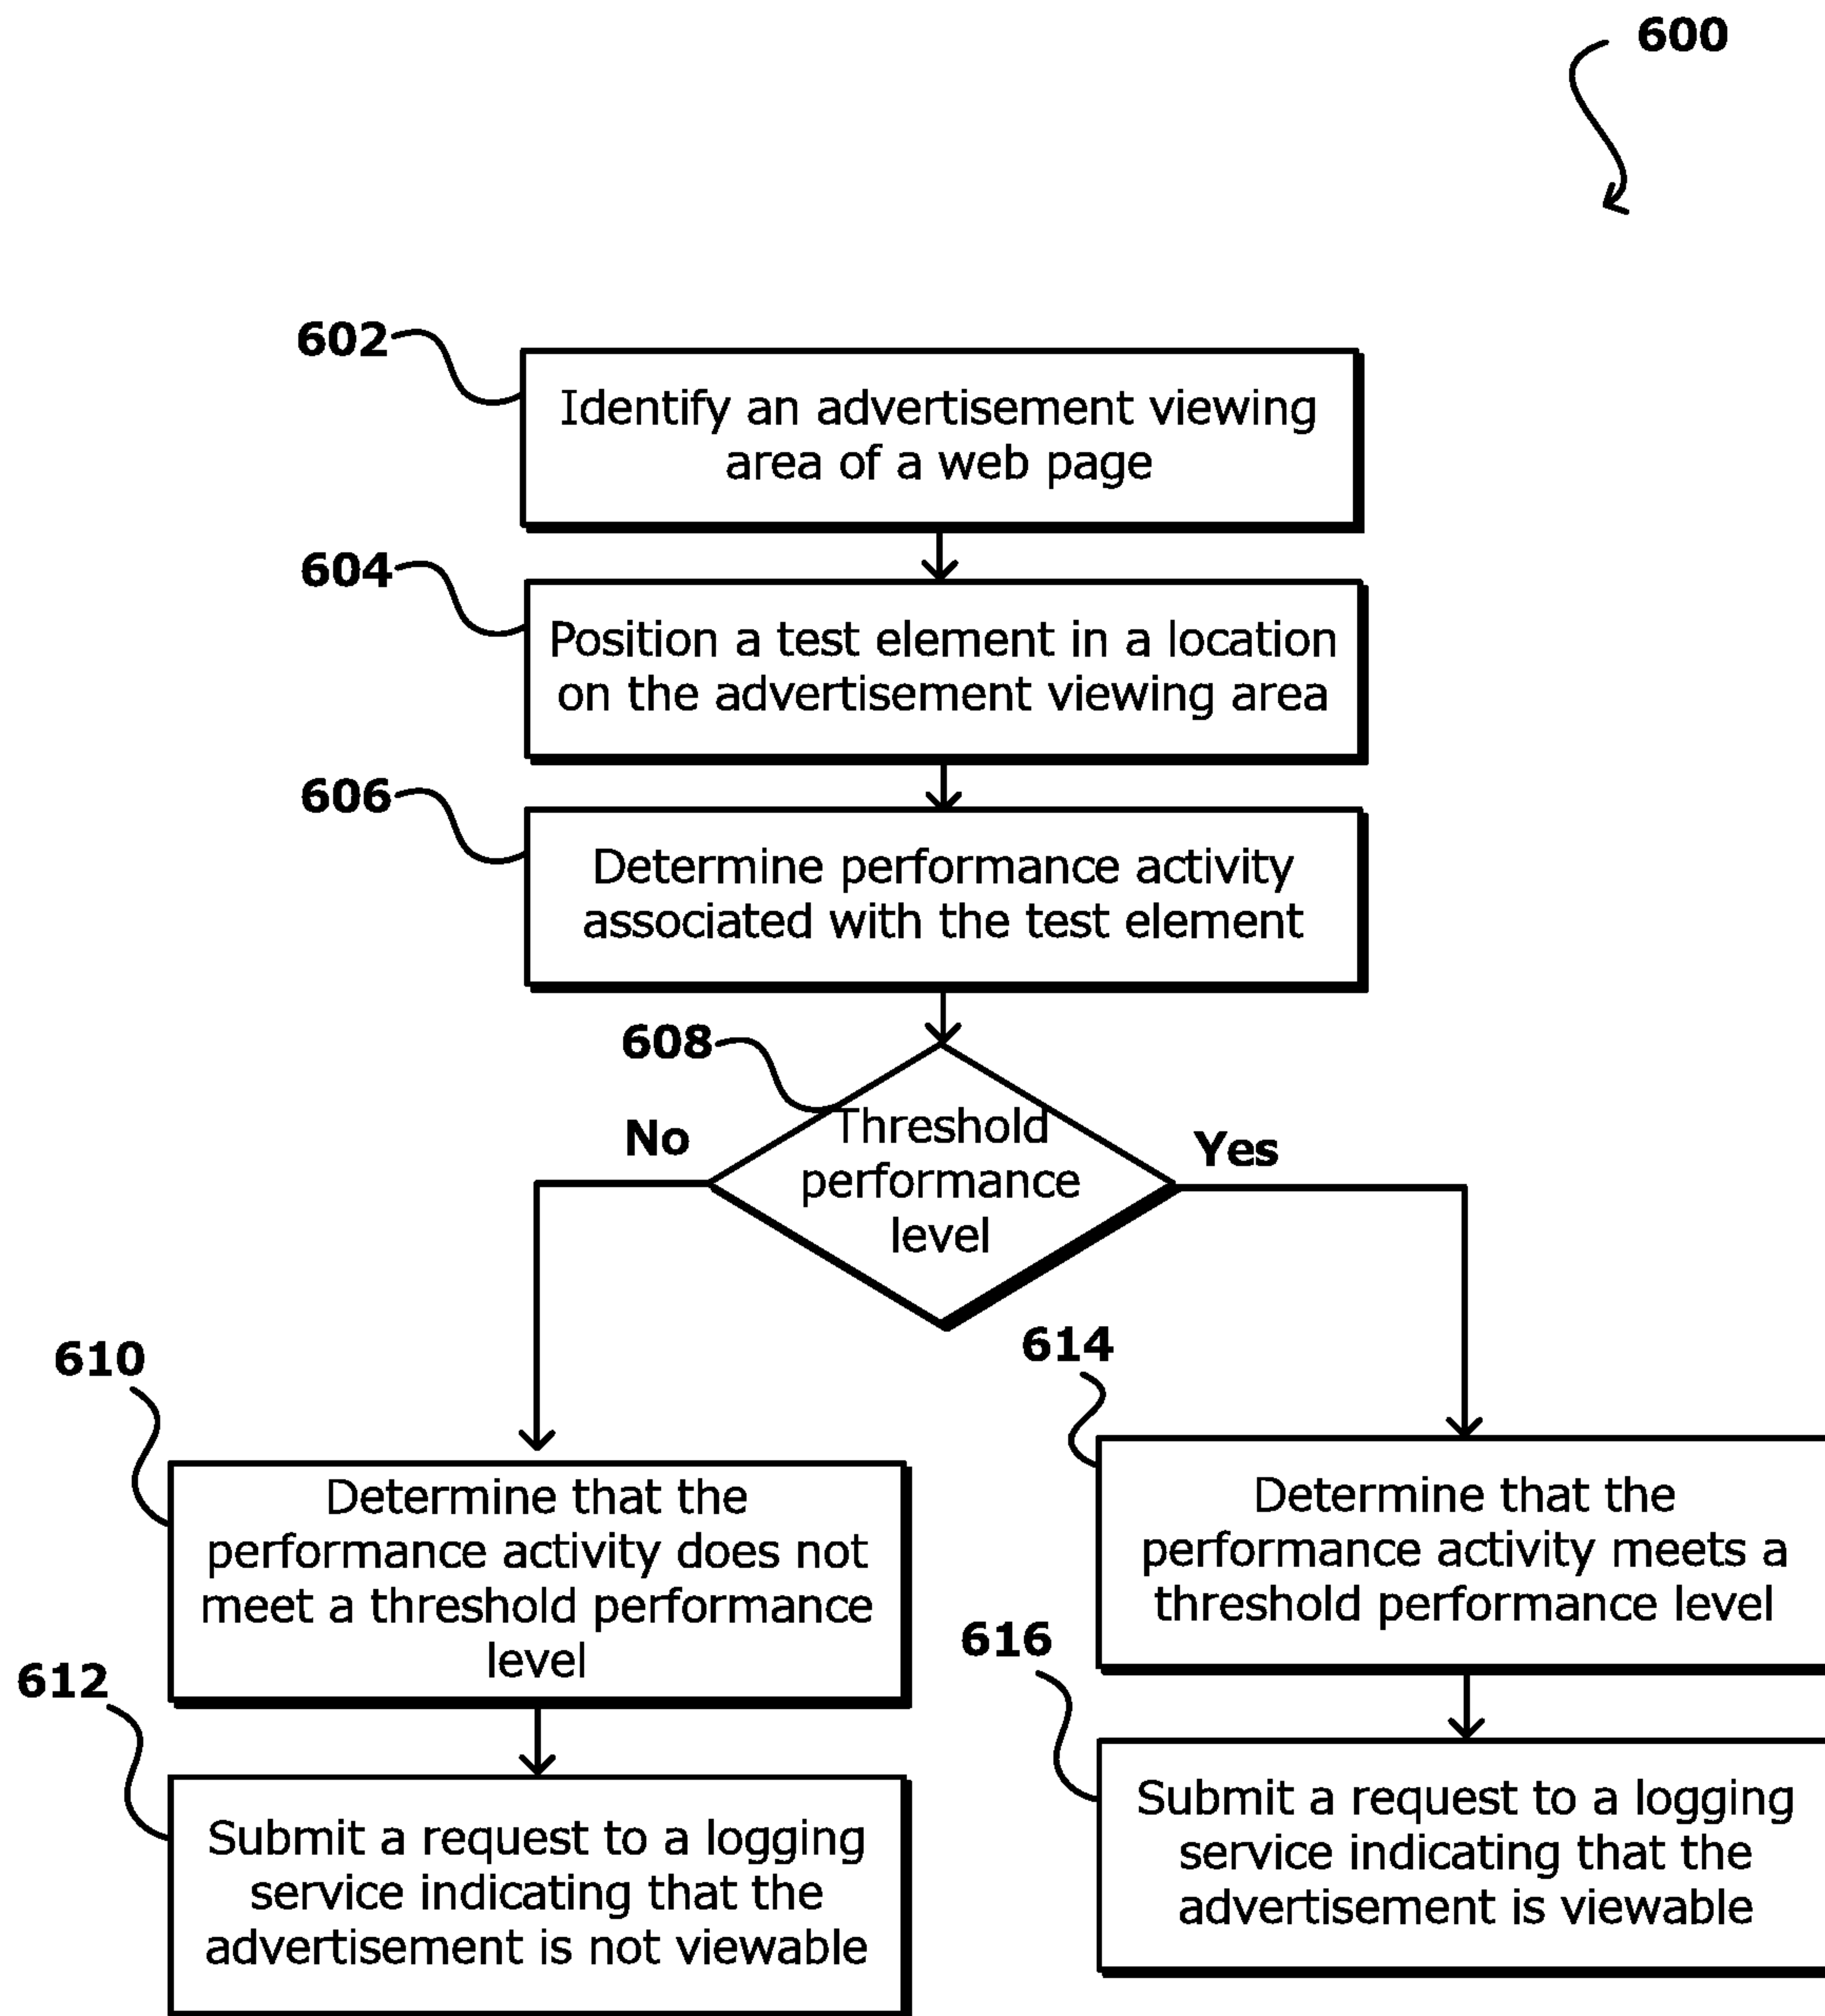 600
602
Identify an advertisement viewing
area of a web page
604
Position a test element in a location
on the advertisement viewing area
606
Determine performance activity
associated with the test element
608
Threshold
performance
level
No
Yes
610
Determine that the
performance activity does not
meet a threshold performance
level
612
Submit a request to a logging
service indicating that the
advertisement is not viewable
614
Determine that the
performance activity meets a
threshold performance level
616
Submit a request to a logging
service indicating that the
advertisement is viewable